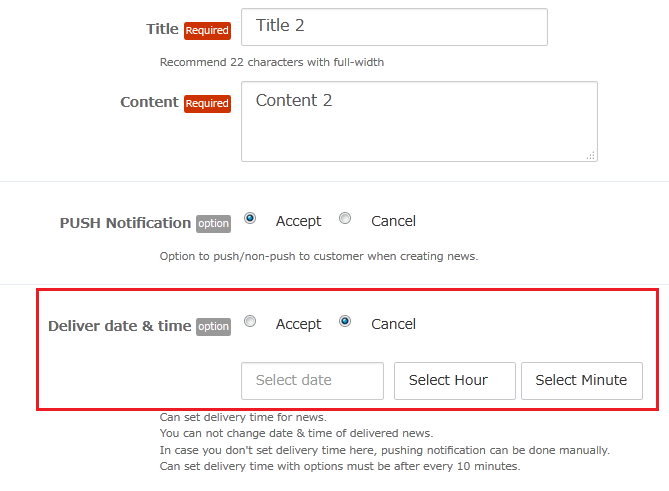 Title Required Title 2
Recommend 22 characters with full-width
Content Required Content 2
PUSH Notification option Accept Cancel
Option to push/non-push to customer when creating news.
Deliver date & time option Accept Cancel
Select date Select Hour Select Minute
Can set delivery time for news.
You can not change date & time of delivered news.
In case you don't set delivery time here, pushing notification can be done manually.
Can set delivery time with options must be after every 10 minutes.